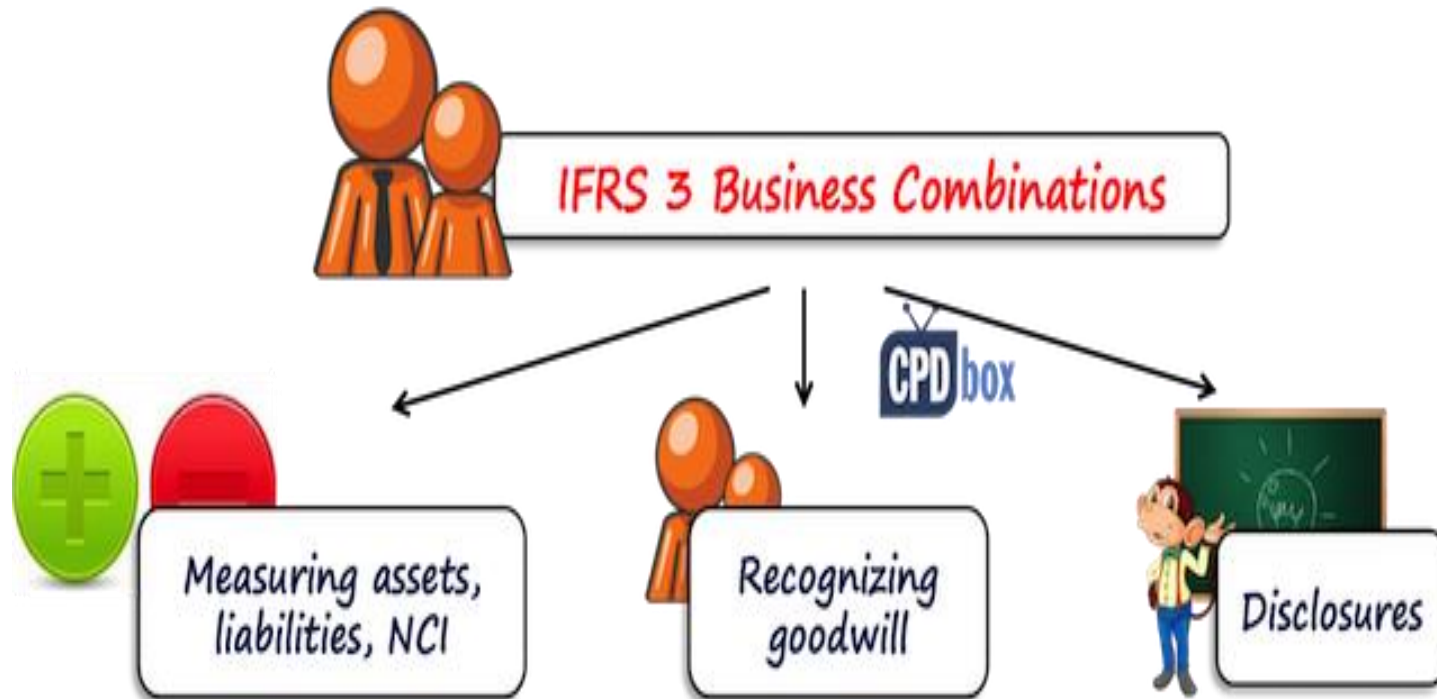 IFRS 3 Business Combinations
CPD box
Measuring assets,
liabilities, NCI
Recognizing
goodwill
Disclosures